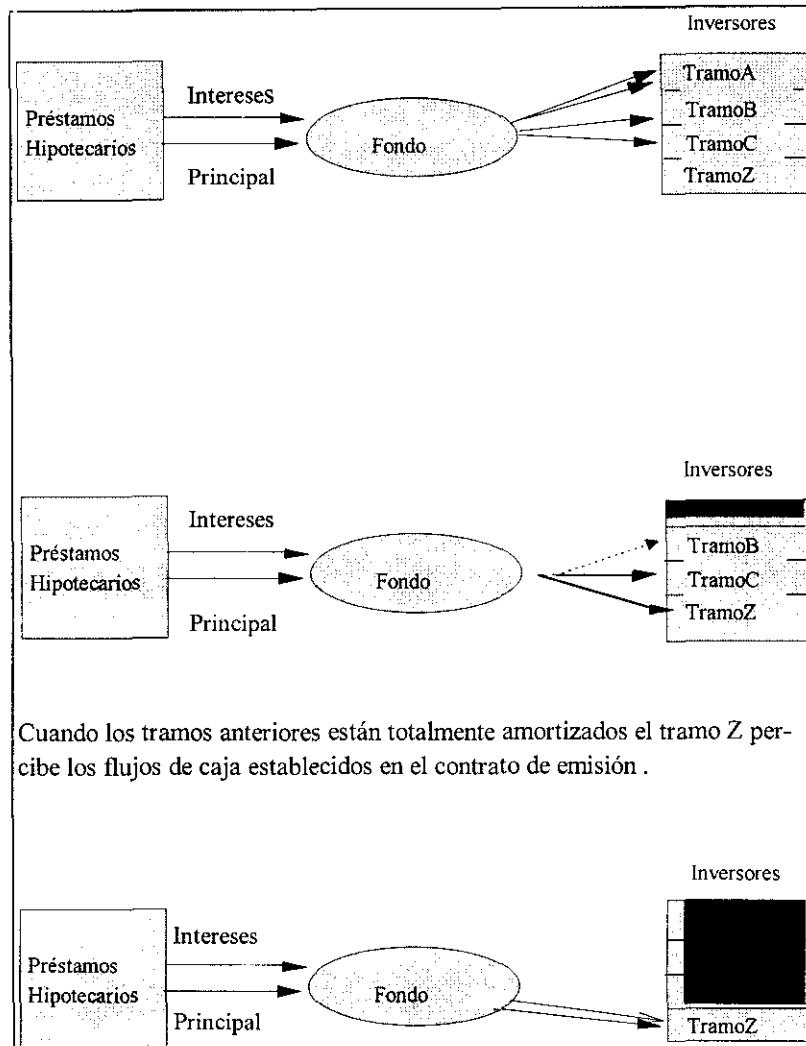 Inversores
Intereses
Préstamos
Hipotecarios
Principal
Fondo
TramoA
TramoB
TramoC
TramoZ
Inversores
Intereses
Préstamos
Hipotecarios
Principal
Fondo
TramoB
TramoC
TramoZ
Cuando los tramos anteriores están totalmente amortizados el tramo Z per-
cibe los flujos de caja establecidos en el contrato de emisión .
Inversores
Intereses
Préstamos
Hipotecarios
Principal
Fondo
TramoZ